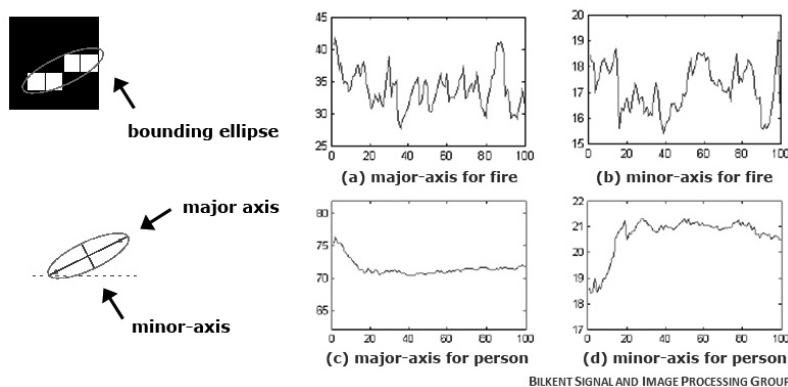 bounding ellipse
major axis
minor-axis
45
40
35
30
25
0 20 40 60 80 100
(a) major-axis for fire
20
19
18
17
16
15
0 20 40 60 80 100
(b) minor-axis for fire
80
75
70
65
0 20 40 60 80 100
(c) major-axis for person
22
21
20
19
18
17
0 20 40 60 80 100
(d) minor-axis for person
BILKENT SIGNAL AND IMAGE PROCESSING GROUP